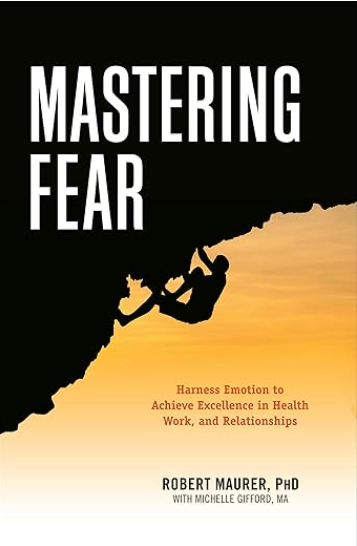 MASTERING
FEAR
Harness Emotion to
Achieve Excellence in Health
Work, and Relationships
ROBERT MAURER, PHD
WITH MICHELLE GIFFORD, MA